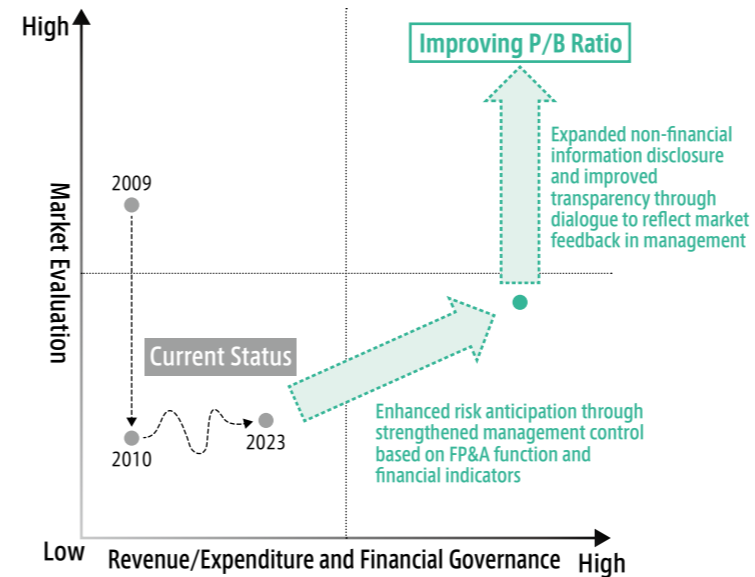 High
Improving P/B Ratio
Expanded non-financial
information disclosure
and improved
transparency through
dialogue to reflect market
feedback in management
2009
Market Evaluation
Current Status
2010
2023
Enhanced risk anticipation through
strengthened management control
based on FP&A function and
financial indicators
Low
Revenue/Expenditure and Financial Governance
High